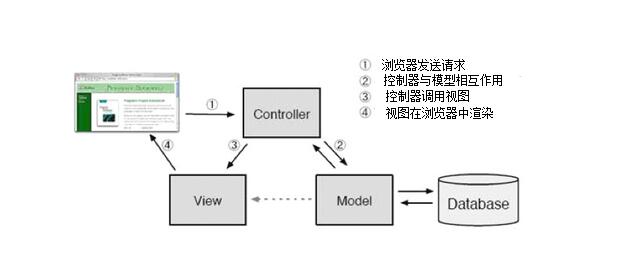 ① 浏览器发送请求
② 控制器与模型相互作用
③ 控制器调用视图
④ 视图在浏览器中渲染
①
Controller
④
③
②
View
Model
Database